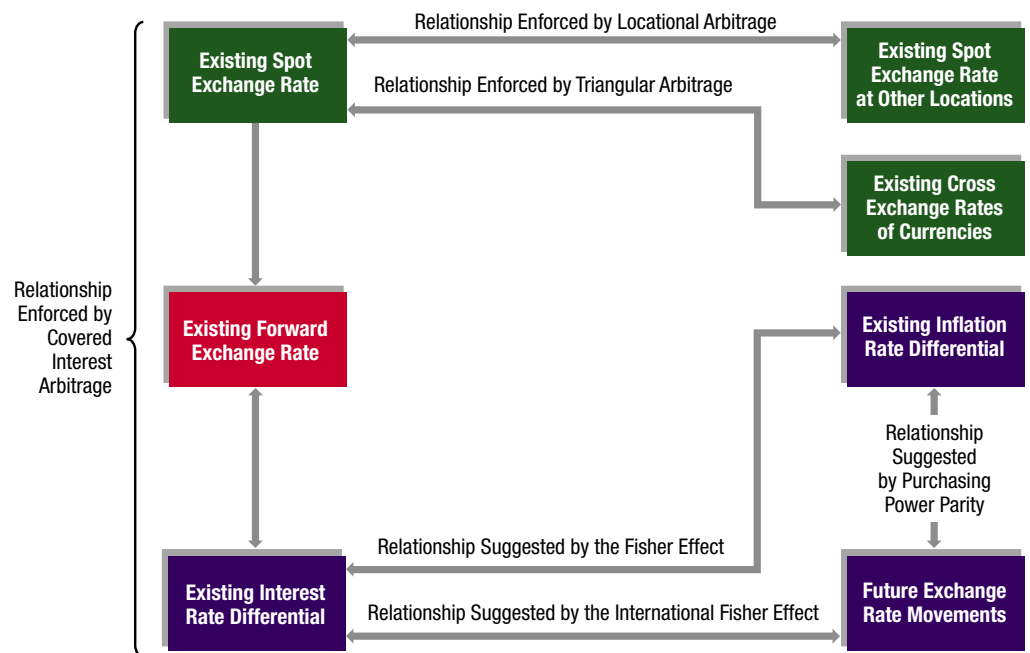 Relationship Enforced by Locational Arbitrage
Existing Spot
Exchange Rate
Existing Spot
Exchange Rate
at Other Locations
Relationship Enforced by Triangular Arbitrage
Existing Cross
Exchange Rates
of Currencies
Relationship
Enforced by
Covered
Interest
Arbitrage
Existing Forward
Exchange Rate
Existing Inflation
Rate Differential
Relationship
Suggested
by Purchasing
Power Parity
Relationship Suggested by the Fisher Effect
Existing Interest
Rate Differential
Relationship Suggested by the International Fisher Effect
Future Exchange
Rate Movements